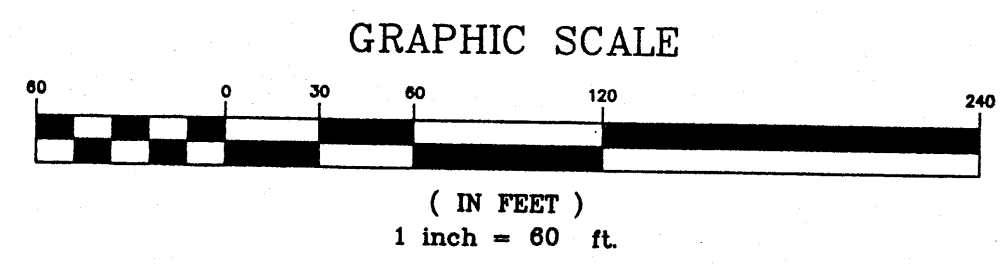 GRAPHIC SCALE
60 0 30 60 120 240
( IN FEET )
1 inch = 60 ft.